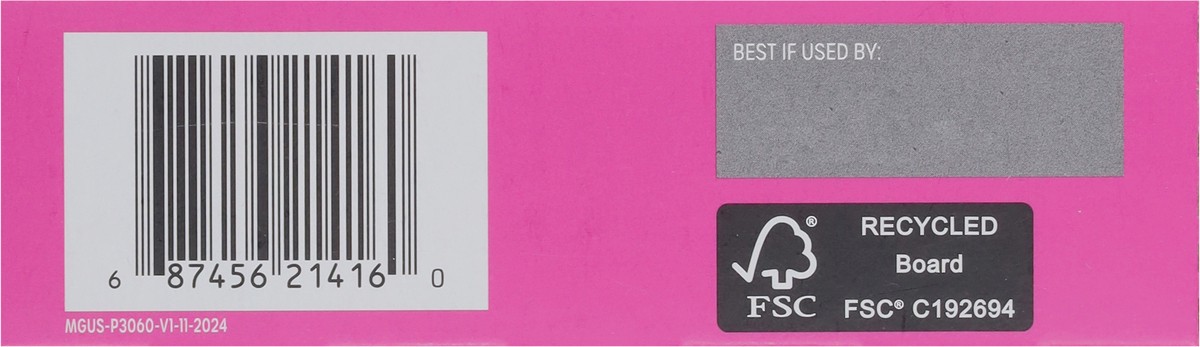 6 87456 21416 0
MGUS-P3060-V1-11-2024
BEST IF USED BY:
FSC
RECYCLED
Board
FSC® C192694